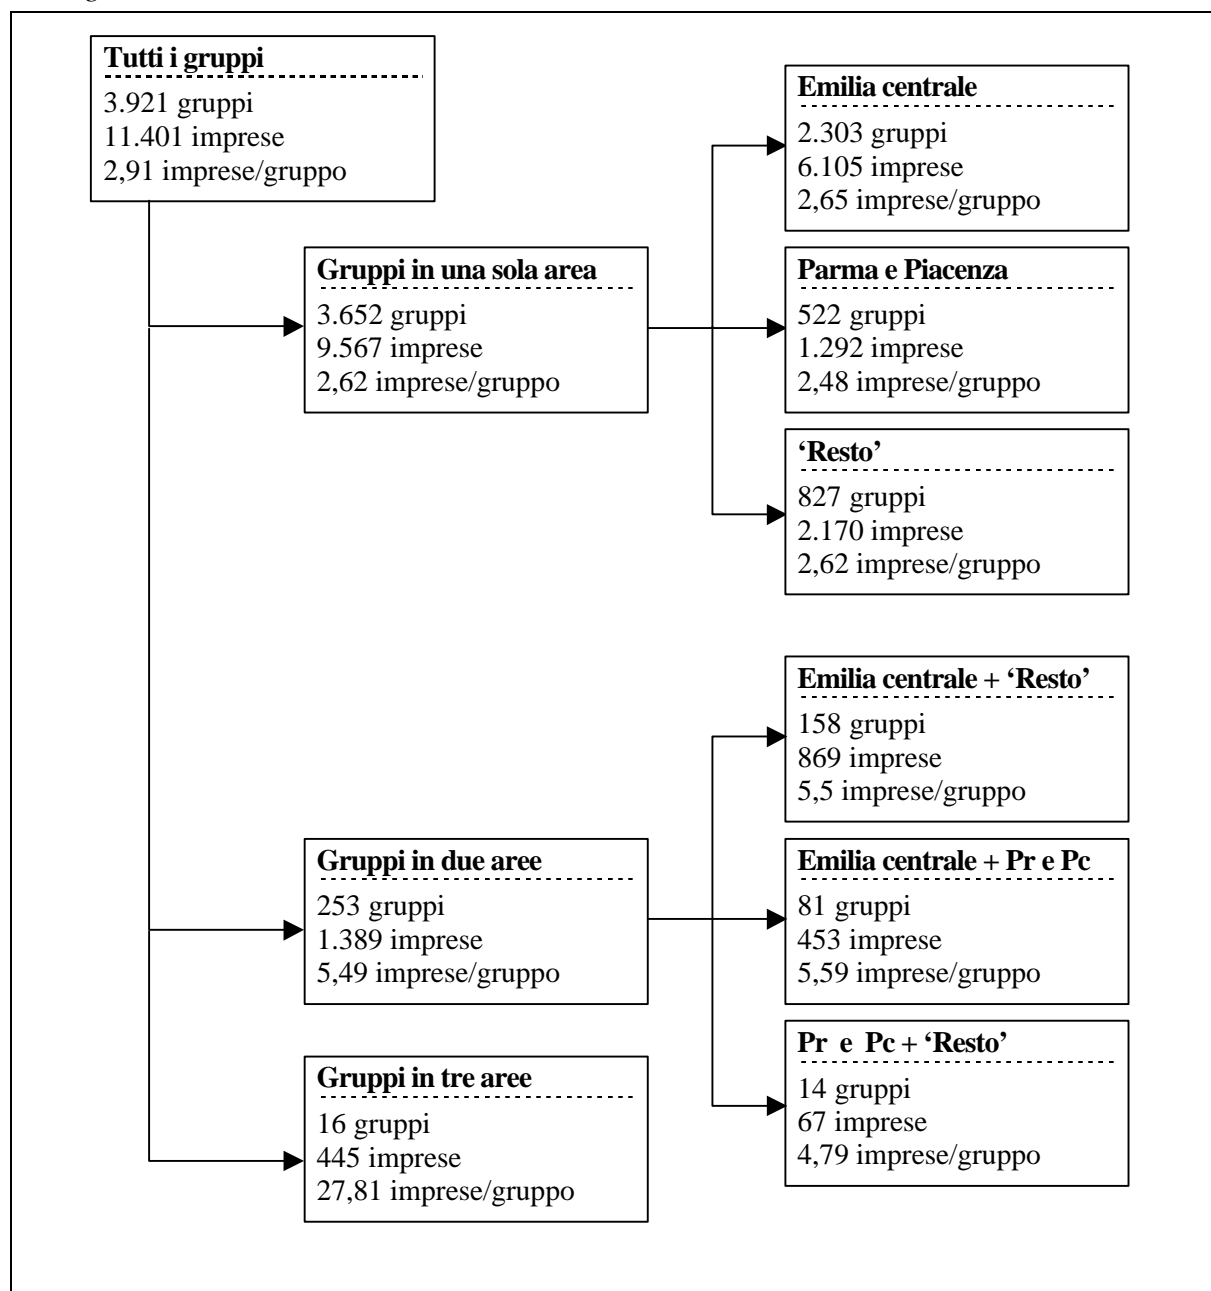 Tutti i gruppi
3.921 gruppi
11.401 imprese
2,91 imprese/gruppo
Gruppi in una sola area
3.652 gruppi
9.567 imprese
2,62 imprese/gruppo
Emilia centrale
2.303 gruppi
6.105 imprese
2,65 imprese/gruppo
Parma e Piacenza
522 gruppi
1.292 imprese
2,48 imprese/gruppo
‘Resto’
827 gruppi
2.170 imprese
2,62 imprese/gruppo
Gruppi in due aree
253 gruppi
1.389 imprese
5,49 imprese/gruppo
Emilia centrale + ‘Resto’
158 gruppi
869 imprese
5,5 imprese/gruppo
Emilia centrale + Pr e Pc
81 gruppi
453 imprese
5,59 imprese/gruppo
Pr e Pc + ‘Resto’
14 gruppi
67 imprese
4,79 imprese/gruppo
Gruppi in tre aree
16 gruppi
445 imprese
27,81 imprese/gruppo